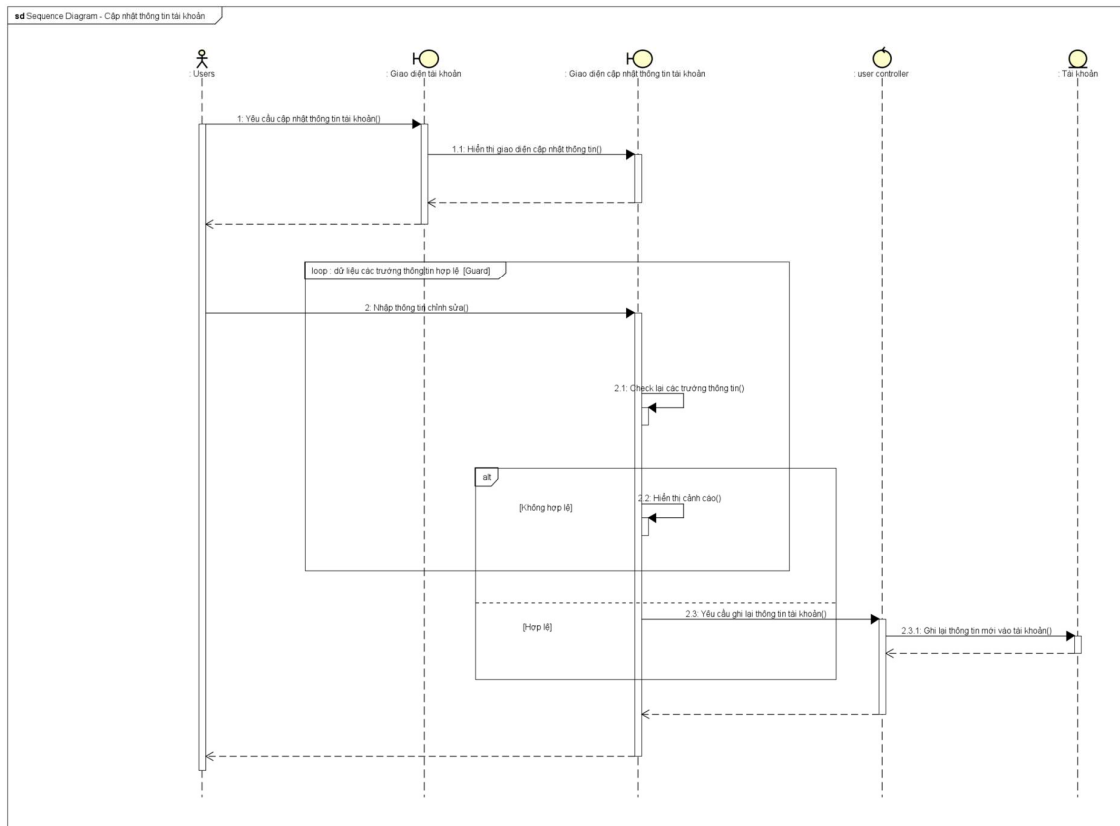 sd Sequence Diagram - Cập nhật thông tin tài khoản
: Users
: Giao diện tài khoản
: Giao diện cập nhật thông tin tài khoản
: user controller
: Tài khoản
1: Yêu cầu cập nhật thông tin tài khoản()
1.1: Hiển thị giao diện cập nhật thông tin()
loop : dữ liệu các trường thông tin hợp lệ [Guard]
2: Nhập thông tin chỉnh sửa()
2.1: Check lại các trường thông tin()
alt
2.2: Hiển thị cảnh cáo()
[Không hợp lệ]
2.3: Yêu cầu ghi lại thông tin tài khoản()
[Hợp lệ]
2.3.1: Ghi lại thông tin mới vào tài khoản()